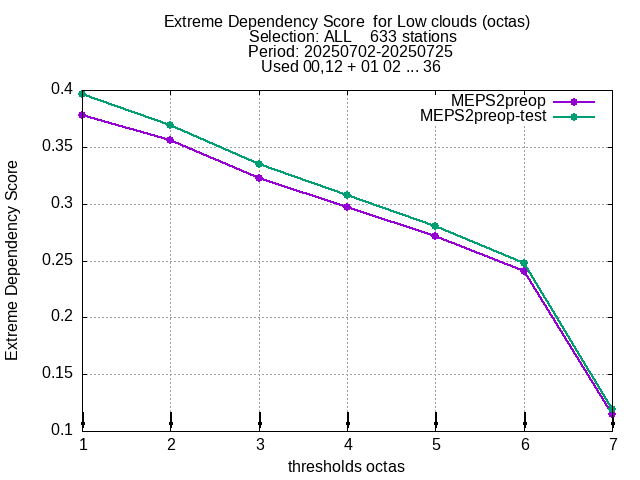 Extreme Dependency Score  for Low clouds (octas)
Selection: ALL    633 stations
Period: 20250702-20250725
Used 00,12 + 01 02 ... 36
MEPS2preop
MEPS2preop-test
Extreme Dependency Score
0.4
0.35
0.3
0.25
0.2
0.15
0.1
1 2 3 4 5 6 7
thresholds octas